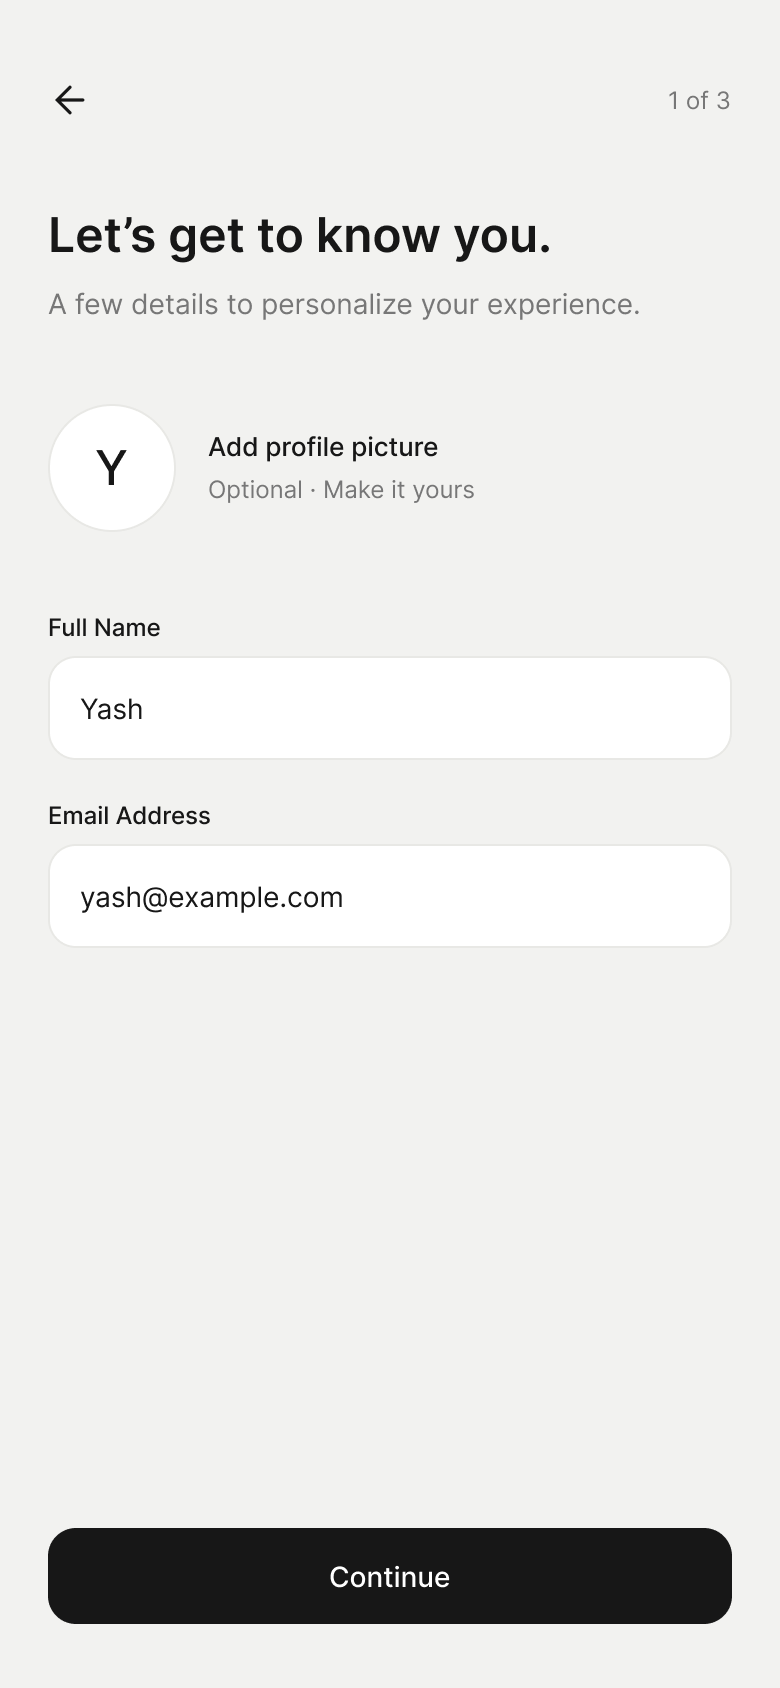 1 of 3
Let’s get to know you.
A few details to personalize your experience.
Y
Add profile picture
Optional · Make it yours
Full Name
Yash
Email Address
yash@example.com
Continue